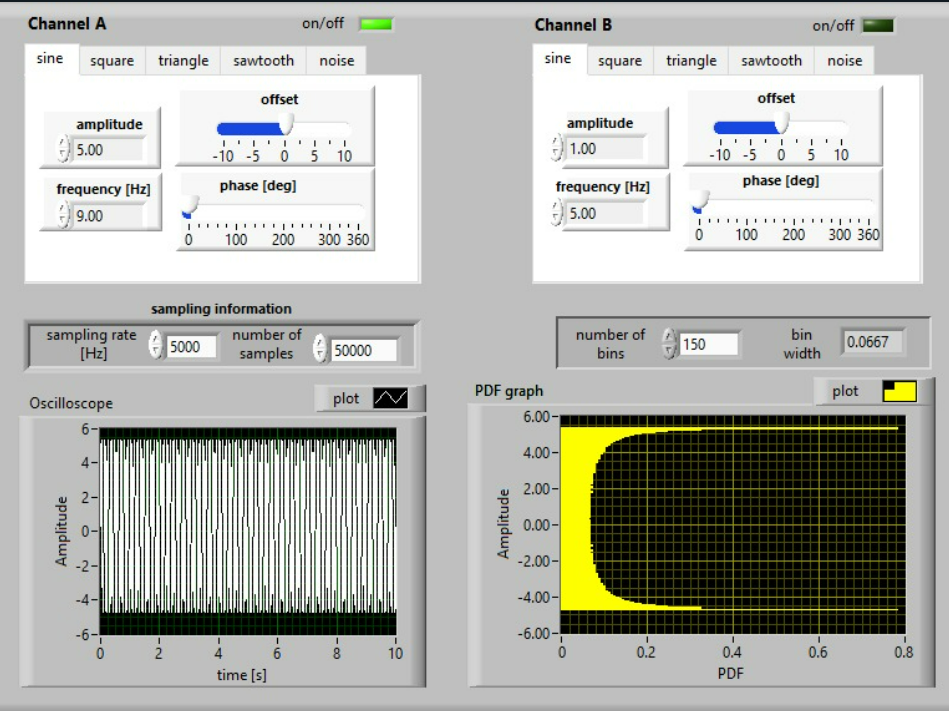 Channel A
on/off
sine square triangle sawtooth noise
amplitude
5.00
offset
-10 -5 0 5 10
frequency [Hz]
9.00
phase [deg]
0 100 200 300 360
Channel B
on/off
sine square triangle sawtooth noise
amplitude
1.00
offset
-10 -5 0 5 10
frequency [Hz]
5.00
phase [deg]
0 100 200 300 360
sampling information
sampling rate
[Hz]
5000
number of
samples
50000
number of
bins
150
bin
width
0.0667
Oscilloscope
plot
6
4
2
0
-2
-4
-6
Amplitude
0 2 4 6 8 10
time [s]
PDF graph
plot
6.00
4.00
2.00
0.00
-2.00
-4.00
-6.00
Amplitude
0 0.2 0.4 0.6 0.8
PDF